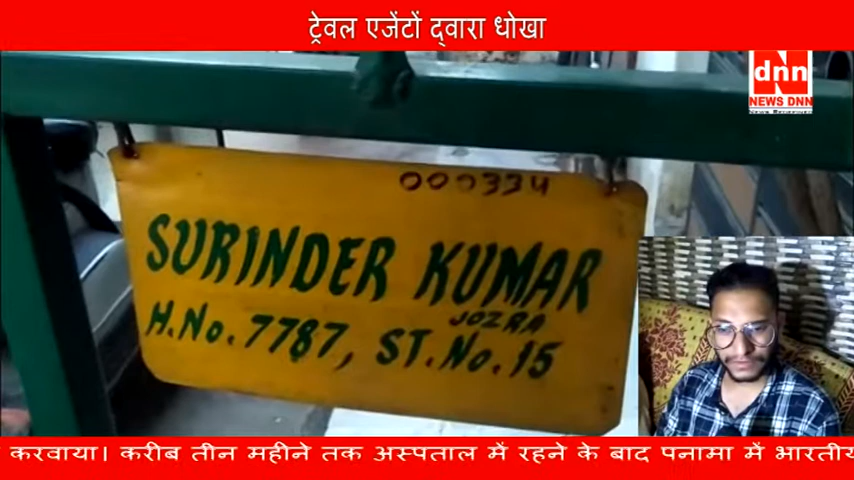 ट्रेवल एजेंटों द्वारा धोखा
dnn
NEWS DNN
000334
SURINDER KUMAR
JOZRA
H.No. 7787, ST. No. 15
करवाया। करीब तीन महीने तक अस्पताल में रहने के बाद पनामा में भारतीय